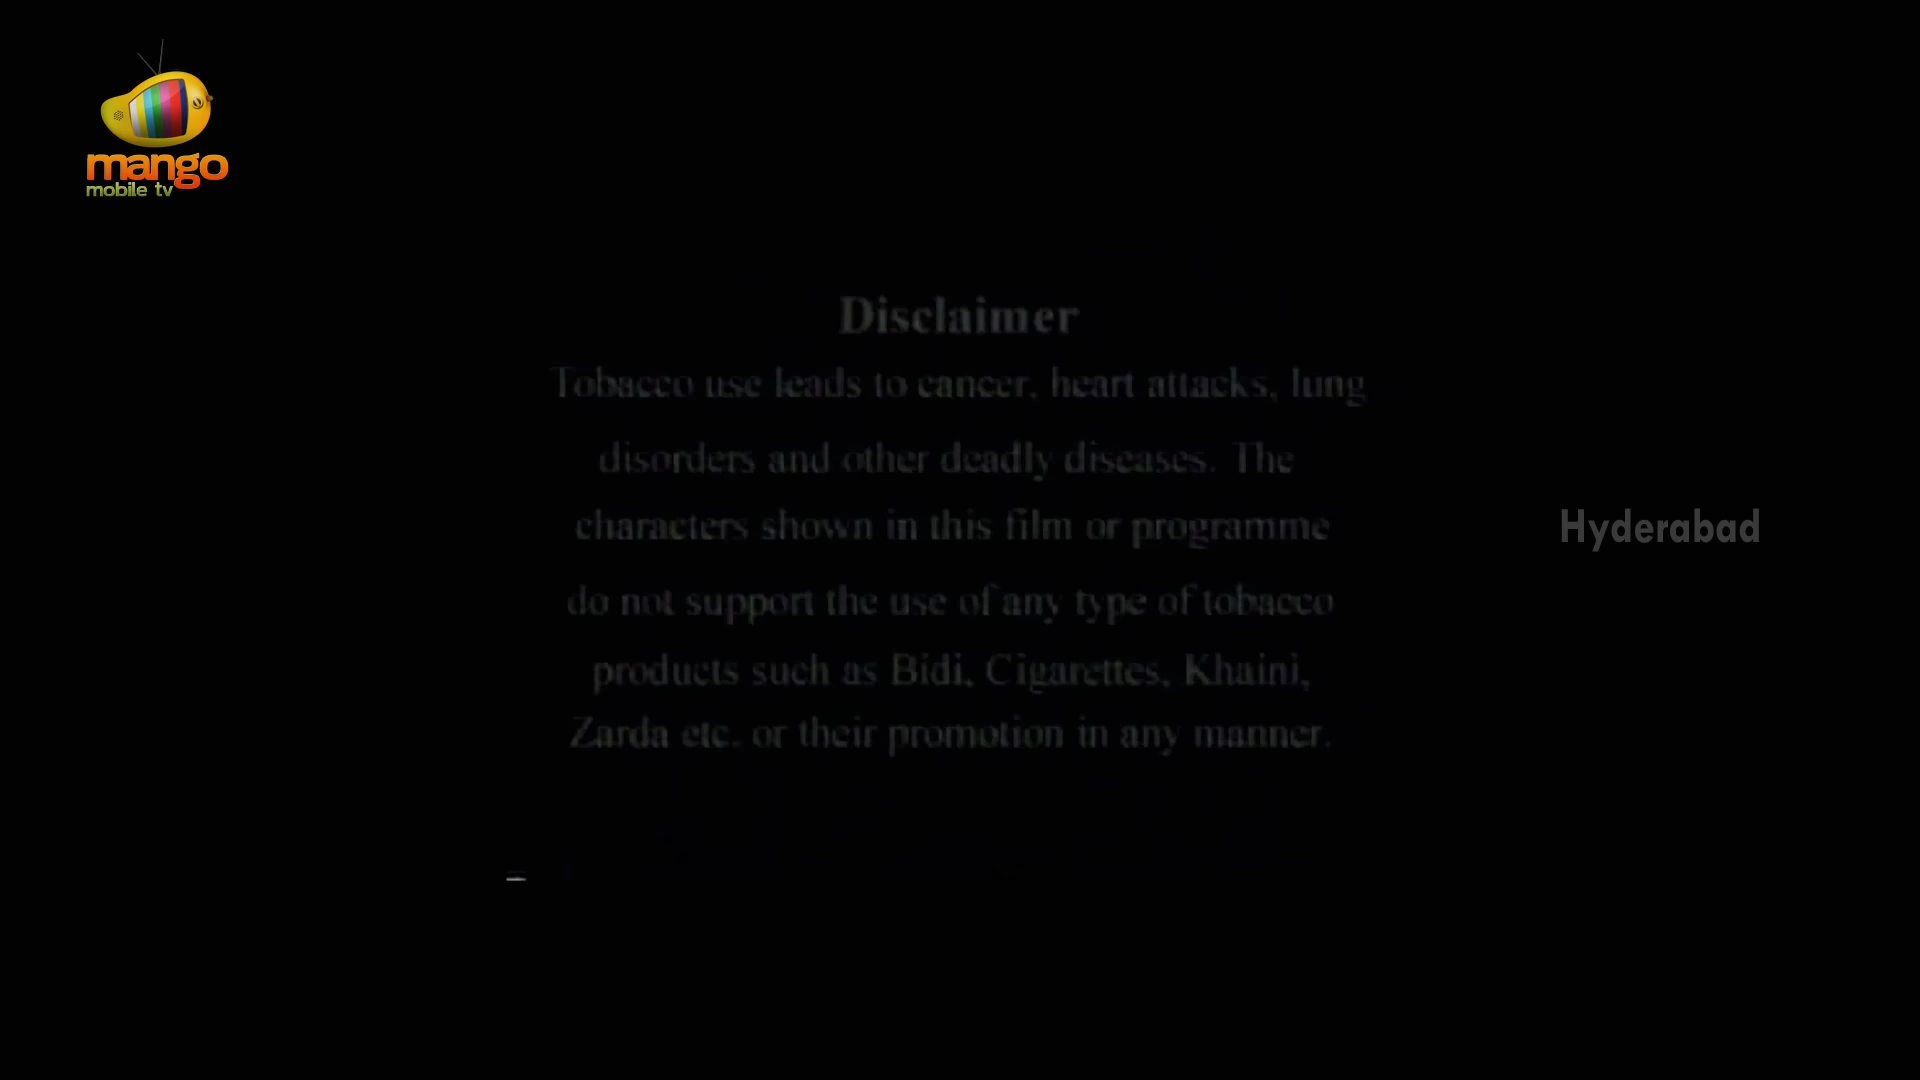 mango
mobile tv
Disclaimer
Tobacco use leads to cancer, heart attacks, lung
disorders and other deadly diseases. The
characters shown in this film or programme
do not support the use of any type of tobacco
products such as Bidi, Cigarettes, Khaini,
Zarda etc. or their promotion in any manner.
Hyderabad